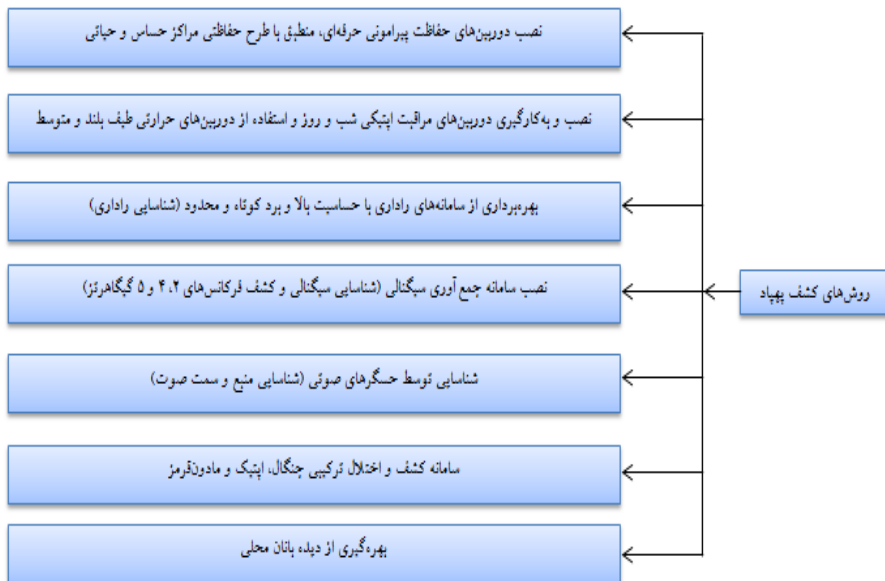 روش‌های کشف پهپاد
نصب دوربین‌های حفاظت پیرامونی حرفه‌ای، منطبق با طرح حفاظتی مراکز حساس و حیاتی
نصب و به‌کارگیری دوربین‌های مراقبت اپتیکی شب و روز و استفاده از دوربین‌های حرارتی طیف بلند و متوسط
بهره‌برداری از سامانه‌های راداری با حساسیت بالا و برد کوتاه و محدود (شناسایی راداری)
نصب سامانه جمع آوری سیگنالی (شناسایی سیگنالی و کشف فرکانس‌های ۲، ۴ و ۵ گیگاهرتز)
شناسایی توسط حسگرهای صوتی (شناسایی منبع و سمت صوت)
سامانه کشف و اختلال ترکیبی جنگال، اپتیک و مادون‌قرمز
بهره‌گیری از دیده بانان محلی